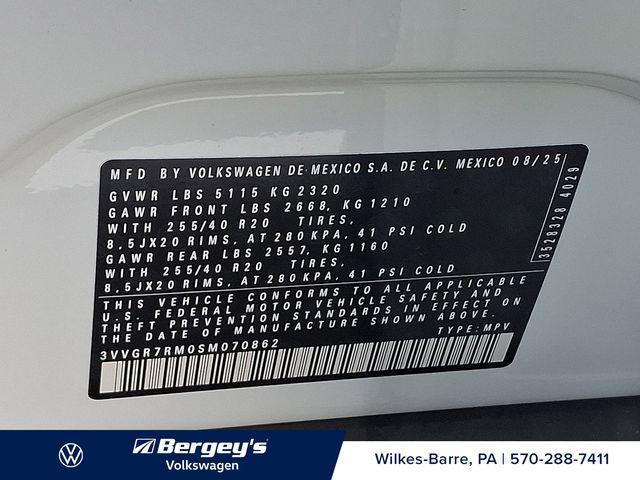 MFD BY VOLKSWAGEN DE MEXICO S.A. DE C.V. MEXICO 08/25
GVWR LBS 5115 KG 2320
GAWR FRONT LBS 2668, KG 1210
WITH 255/40 R20 TIRES,
8,5JX20 RIMS, AT 280 KPA, 41 PSI COLD
GAWR REAR LBS 2557, KG 1160
WITH 255/40 R20 TIRES,
8,5JX20 RIMS, AT 280 KPA, 41 PSI COLD
THIS VEHICLE CONFORMS TO ALL APPLICABLE
U.S. FEDERAL MOTOR VEHICLE SAFETY AND
THEFT PREVENTION STANDARDS IN EFFECT ON
THE DATE OF MANUFACTURE SHOWN ABOVE.
3VVGR7RM0SM070862 TYPE: MPV
3528328 4029
VW
Bergey's
Volkswagen
Wilkes-Barre, PA | 570-288-7411